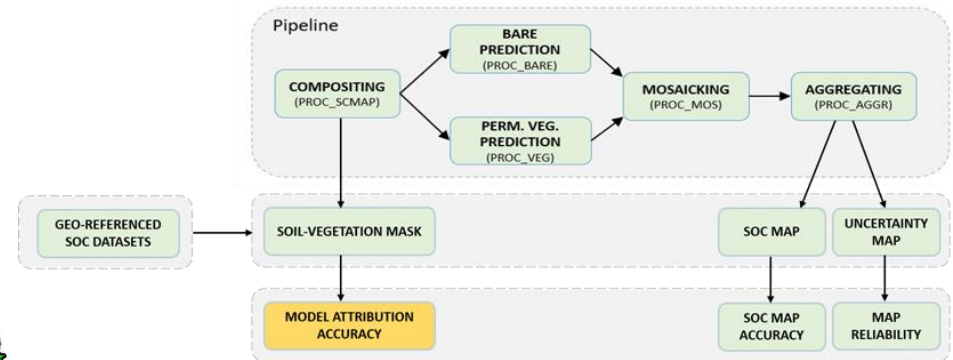 Pipeline
BARE
PREDICTION
(PROC_BARE)
COMPOSITING
(PROC_SCMAP)
MOSAICKING
(PROC_MOS)
AGGREGATING
(PROC_AGGR)
PERM. VEG.
PREDICTION
(PROC_VEG)
GEO-REFERENCED
SOC DATASETS
SOIL-VEGETATION MASK
SOC MAP
UNCERTAINTY
MAP
MODEL ATTRIBUTION
ACCURACY
SOC MAP
ACCURACY
MAP
RELIABILITY